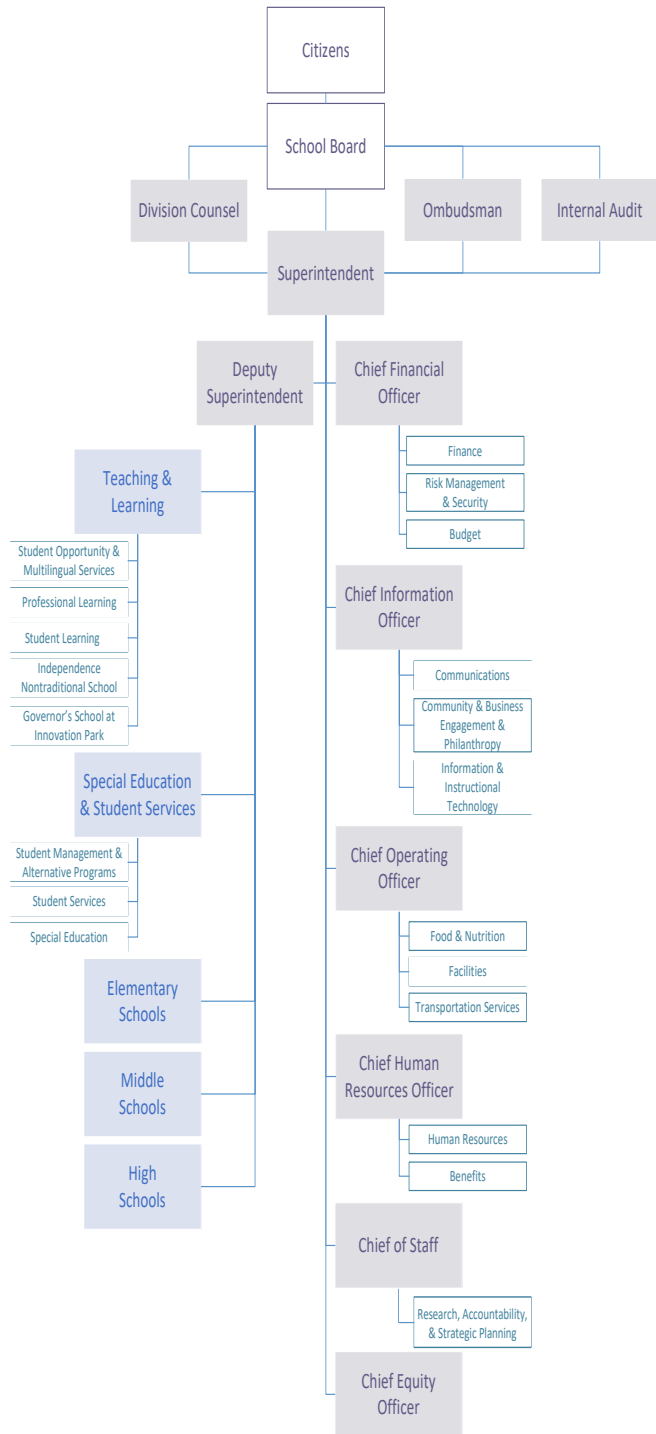 Citizens
School Board
Division Counsel
Ombudsman
Internal Audit
Superintendent
Deputy
Superintendent
Chief Financial
Officer
Finance
Risk Management
& Security
Budget
Teaching &
Learning
Student Opportunity &
Multilingual Services
Professional Learning
Student Learning
Independence
Nontraditional School
Governor's School at
Innovation Park
Special Education
& Student Services
Student Management &
Alternative Programs
Student Services
Special Education
Elementary
Schools
Middle
Schools
High
Schools
Chief Information
Officer
Communications
Community & Business
Engagement &
Philanthropy
Information &
Instructional
Technology
Chief Operating
Officer
Food & Nutrition
Facilities
Transportation Services
Chief Human
Resources Officer
Human Resources
Benefits
Chief of Staff
Research, Accountability,
& Strategic Planning
Chief Equity
Officer